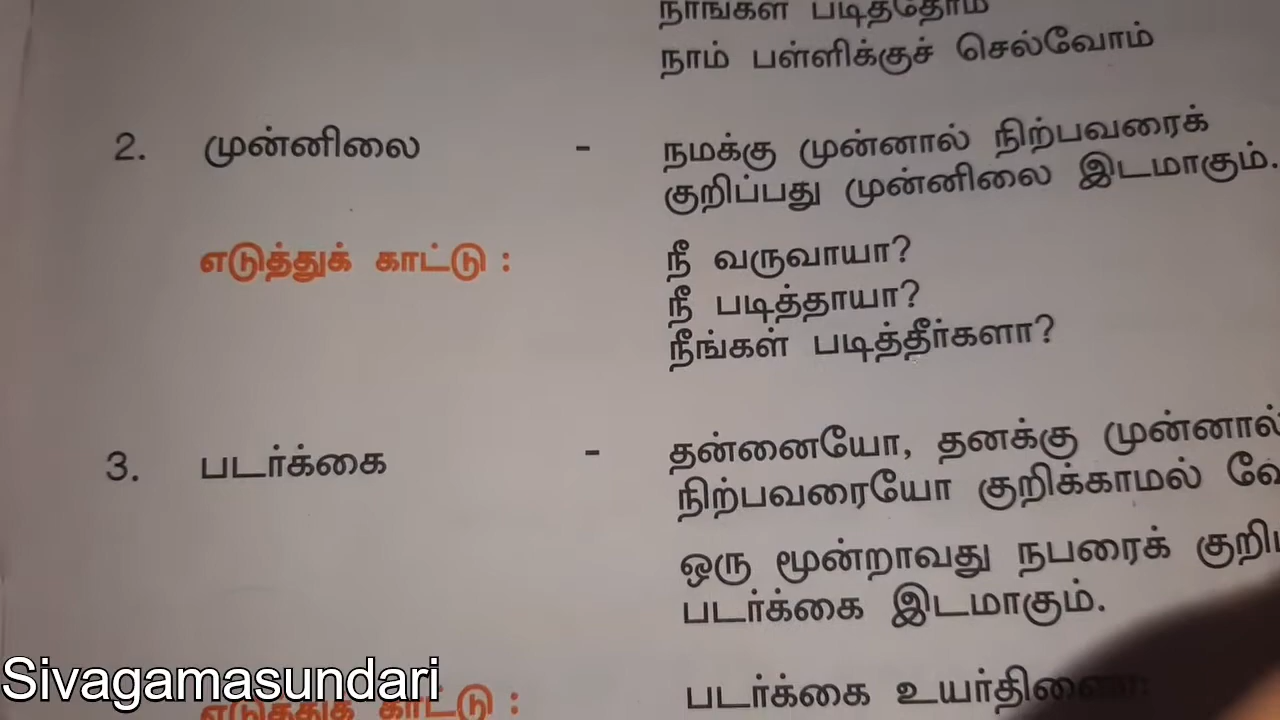 நாங்கள் படித்தோம்
நாம் பள்ளிக்குச் செல்வோம்
2. முன்னிலை - நமக்கு முன்னால் நிற்பவரைக்
குறிப்பது முன்னிலை இடமாகும்.
எடுத்துக் காட்டு : நீ வருவாயா?
நீ படித்தாயா?
நீங்கள் படித்தீர்களா?
3. படர்க்கை - தன்னையோ, தனக்கு முன்னால்
நிற்பவரையோ குறிக்காமல்
ஒரு மூன்றாவது நபரைக்
படர்க்கை இடமாகும்.
எடுத்துக் காட்டு : படர்க்கை உயர்திணை
Sivagamasundari